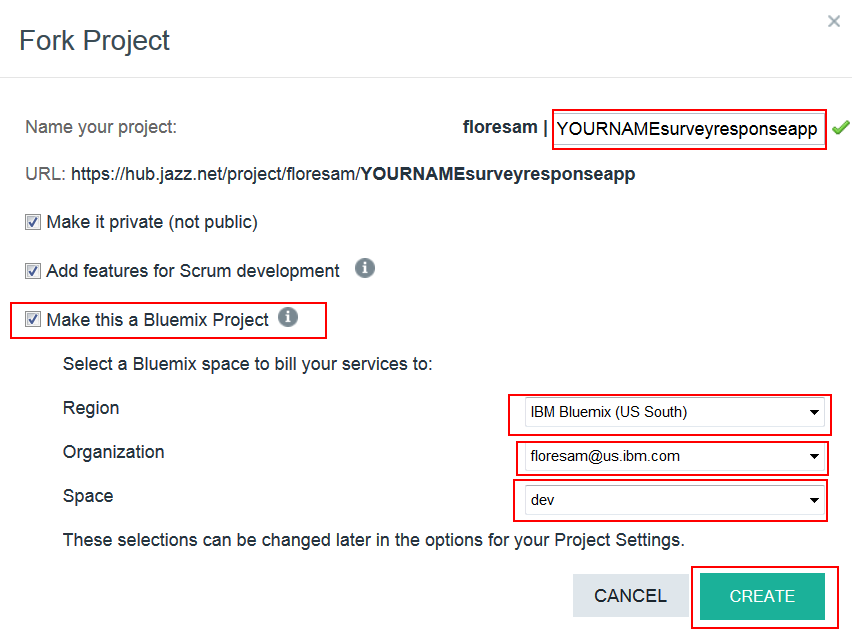 Fork Project
Name your project: floresam | YOURNAMEsurveyresponseapp
URL: https://hub.jazz.net/project/floresam/YOURNAMEsurveyresponseapp
Make it private (not public)
Add features for Scrum development
Make this a Bluemix Project
Select a Bluemix space to bill your services to:
Region IBM Bluemix (US South)
Organization floresam@us.ibm.com
Space dev
These selections can be changed later in the options for your Project Settings.
CANCEL CREATE